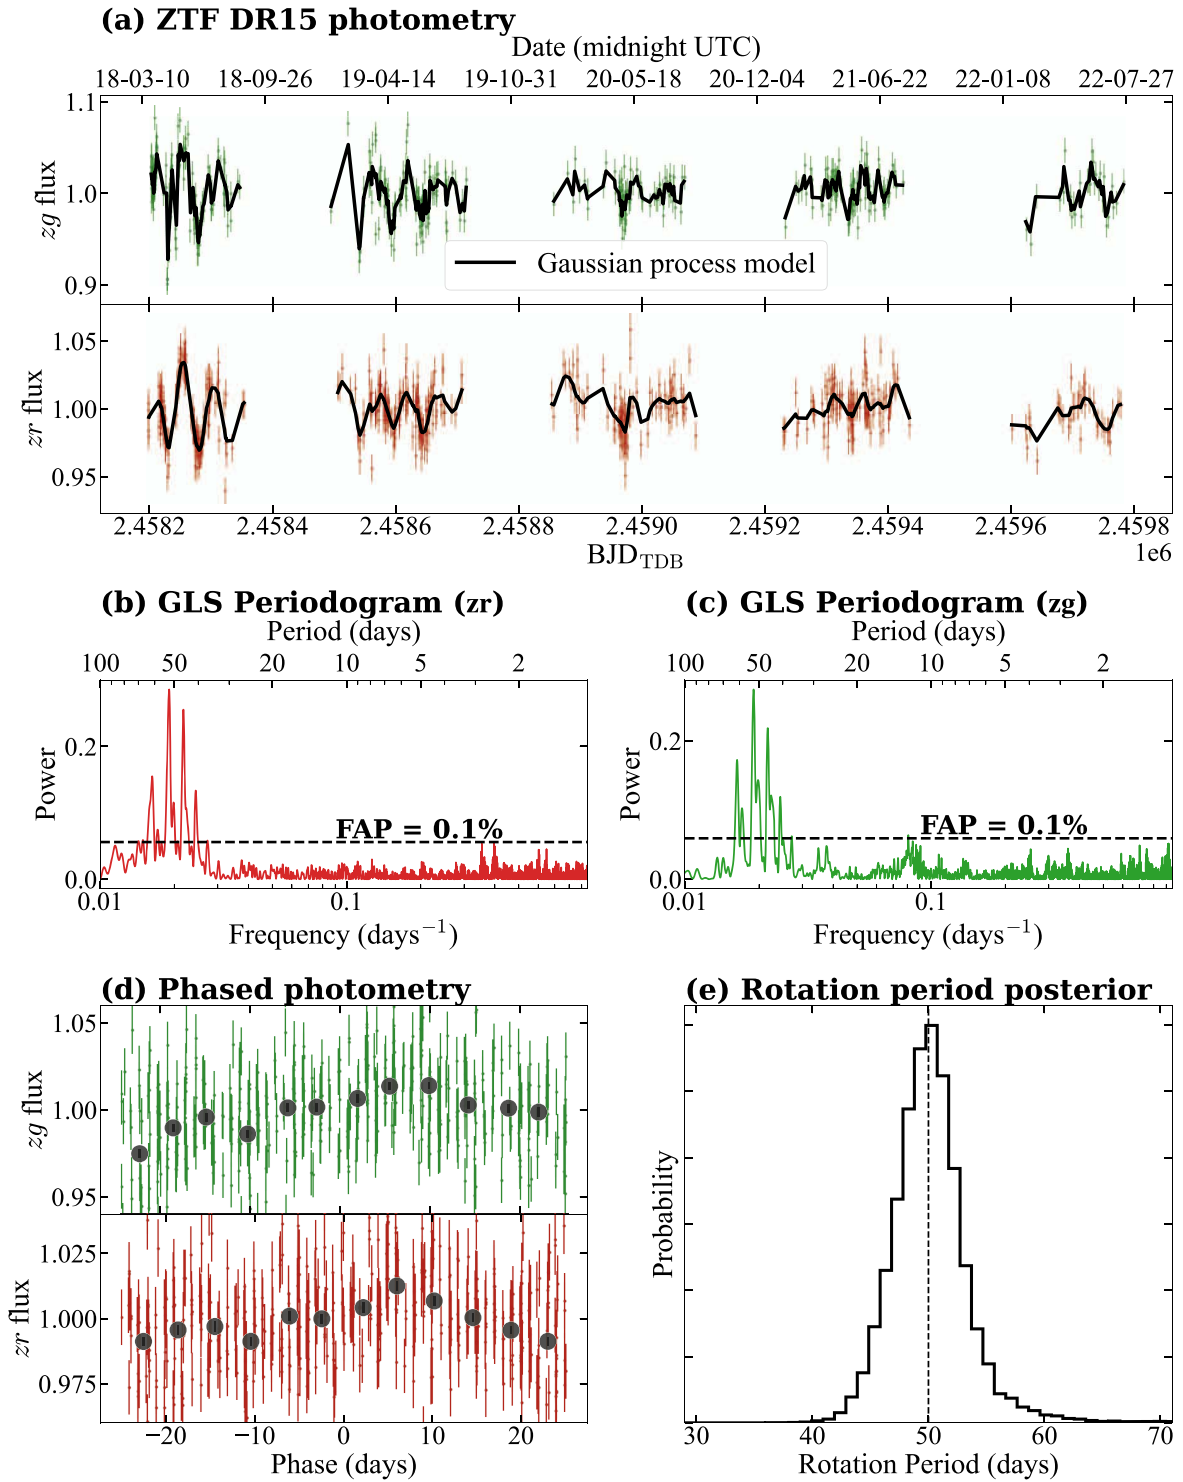 (a) ZTF DR15 photometry
Date (midnight UTC)
18-03-10 18-09-26 19-04-14 19-10-31 20-05-18 20-12-04 21-06-22 22-01-08 22-07-27
1.1
1.0
0.9
zg flux
Gaussian process model
1.05
1.00
0.95
zr flux
2.4582 2.4584 2.4586 2.4588 2.4590 2.4592 2.4594 2.4596 2.4598
BJD_TDB
1e6
(b) GLS Periodogram (zr)
Period (days)
100 50 20 10 5 2
0.2
0.0
Power
FAP = 0.1%
0.01 0.1
Frequency (days⁻¹)
(c) GLS Periodogram (zg)
Period (days)
100 50 20 10 5 2
0.2
0.0
Power
FAP = 0.1%
0.01 0.1
Frequency (days⁻¹)
(d) Phased photometry
1.05
1.00
0.95
zg flux
1.025
1.000
0.975
zr flux
−20 −10 0 10 20
Phase (days)
(e) Rotation period posterior
Probability
30 40 50 60 70
Rotation Period (days)